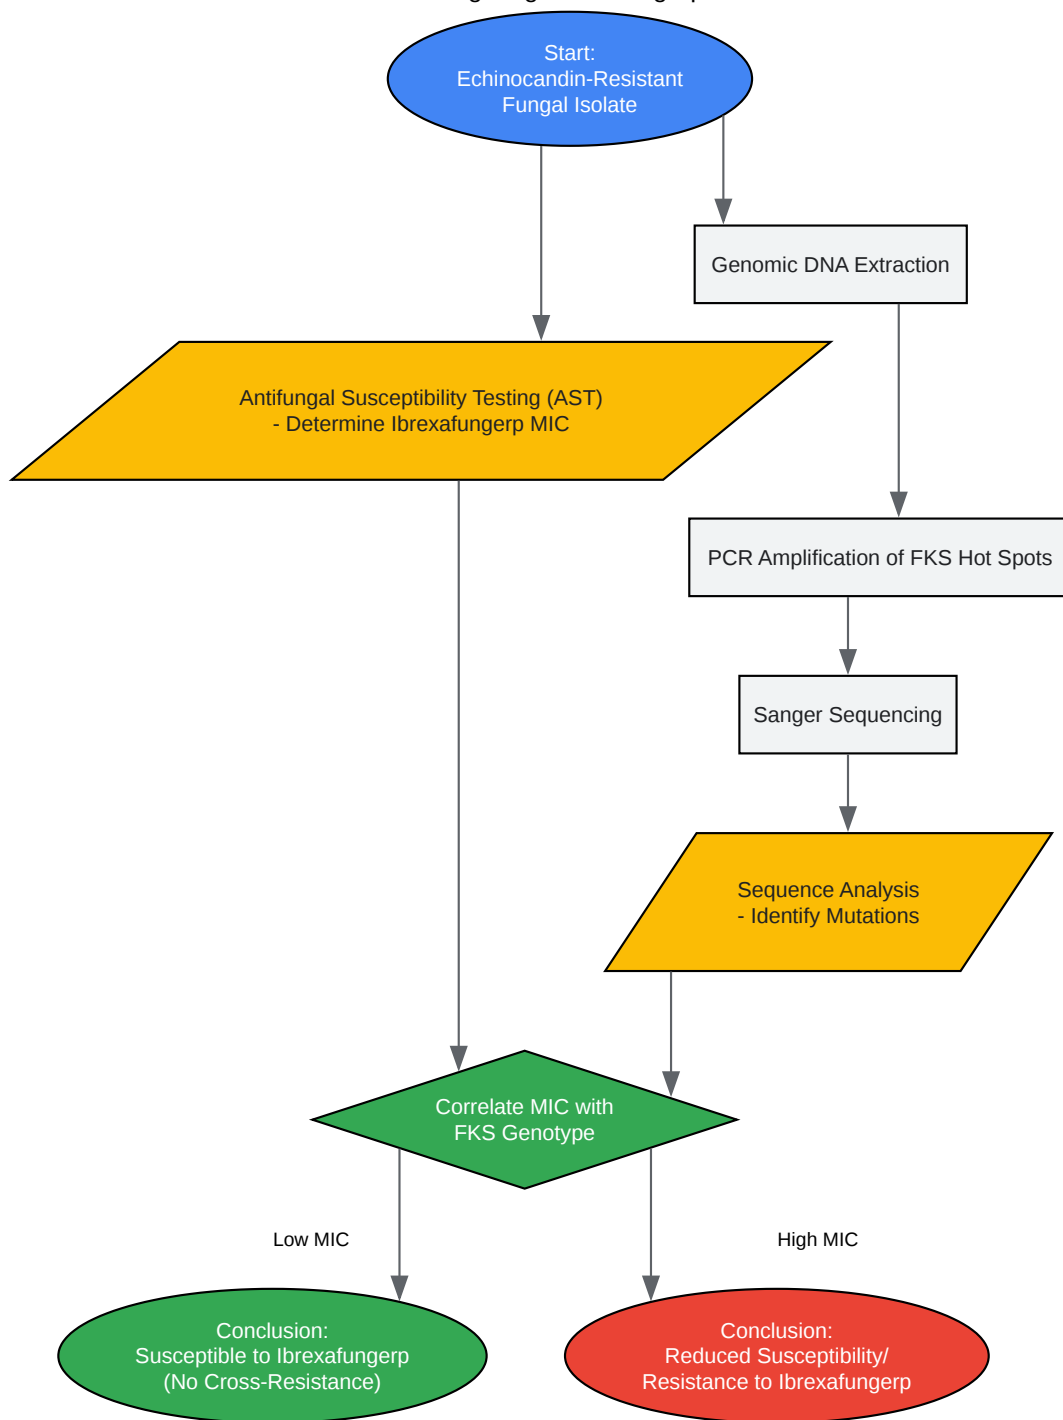 Start:
Echinocandin-Resistant
Fungal Isolate
Genomic DNA Extraction
Antifungal Susceptibility Testing (AST)
- Determine Ibrexafungerp MIC
PCR Amplification of FKS Hot Spots
Sanger Sequencing
Sequence Analysis
- Identify Mutations
Correlate MIC with
FKS Genotype
Low MIC
High MIC
Conclusion:
Susceptible to Ibrexafungerp
(No Cross-Resistance)
Conclusion:
Reduced Susceptibility/
Resistance to Ibrexafungerp